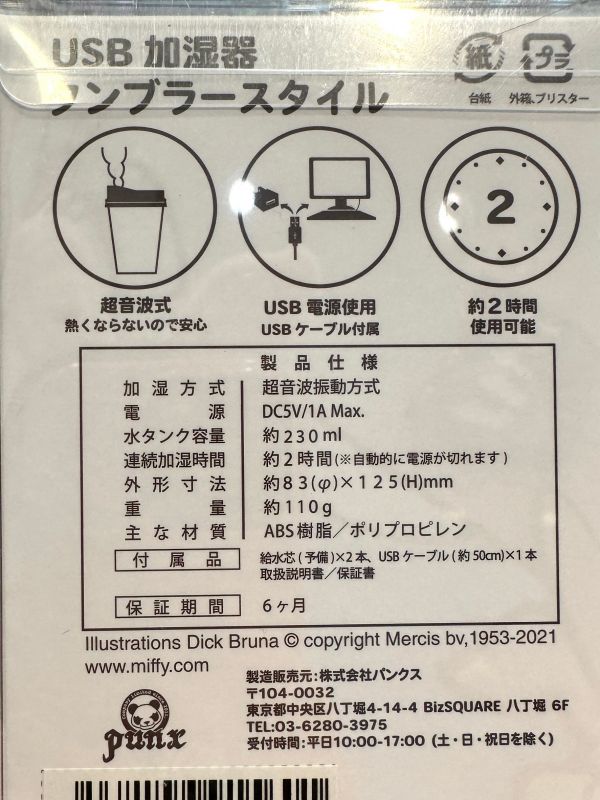 USB 加湿器
タンブラースタイル
紙
プラ
台紙
外箱、ブリスター
2
超音波式
熱くならないので安心
USB 電源使用
USB ケーブル付属
約2時間
使用可能
製品仕様
加湿方式 超音波振動方式
電源 DC5V/1A Max.
水タンク容量 約230ml
連続加湿時間 約2時間(※自動的に電源が切れます)
外形寸法 約83(φ)×125(H)mm
重量 約110g
主な材質 ABS樹脂／ポリプロピレン
付属品 給水芯(予備)×2本、USBケーブル(約50cm)×1本
取扱説明書／保証書
保証期間 6ヶ月
Illustrations Dick Bruna © copyright Mercis bv,1953-2021
www.miffy.com
製造販売元:株式会社パンクス
〒104-0032
東京都中央区八丁堀4-14-4 BizSQUARE 八丁堀 6F
TEL:03-6280-3975
受付時間:平日10:00-17:00（土・日・祝日を除く）
punx